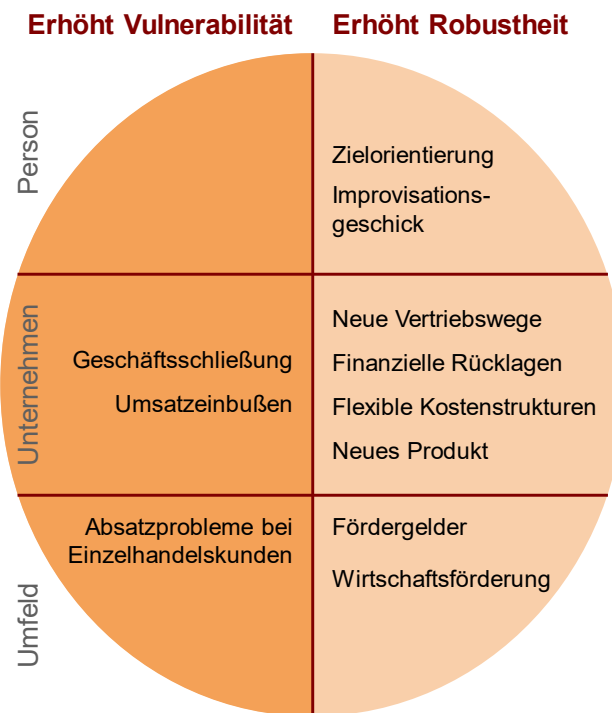 Erhöht Vulnerabilität
Erhöht Robustheit
Person
Zielorientierung
Improvisations-
geschick
Unternehmen
Geschäftsschließung
Umsatzeinbußen
Neue Vertriebswege
Finanzielle Rücklagen
Flexible Kostenstrukturen
Neues Produkt
Umfeld
Absatzprobleme bei
Einzelhandelskunden
Fördergelder
Wirtschaftsförderung